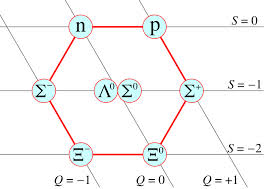 n p S = 0
Σ⁻ Λ⁰ Σ⁰ Σ⁺ S = −1
Ξ⁻ Ξ⁰ S = −2
Q = −1 Q = 0 Q = +1